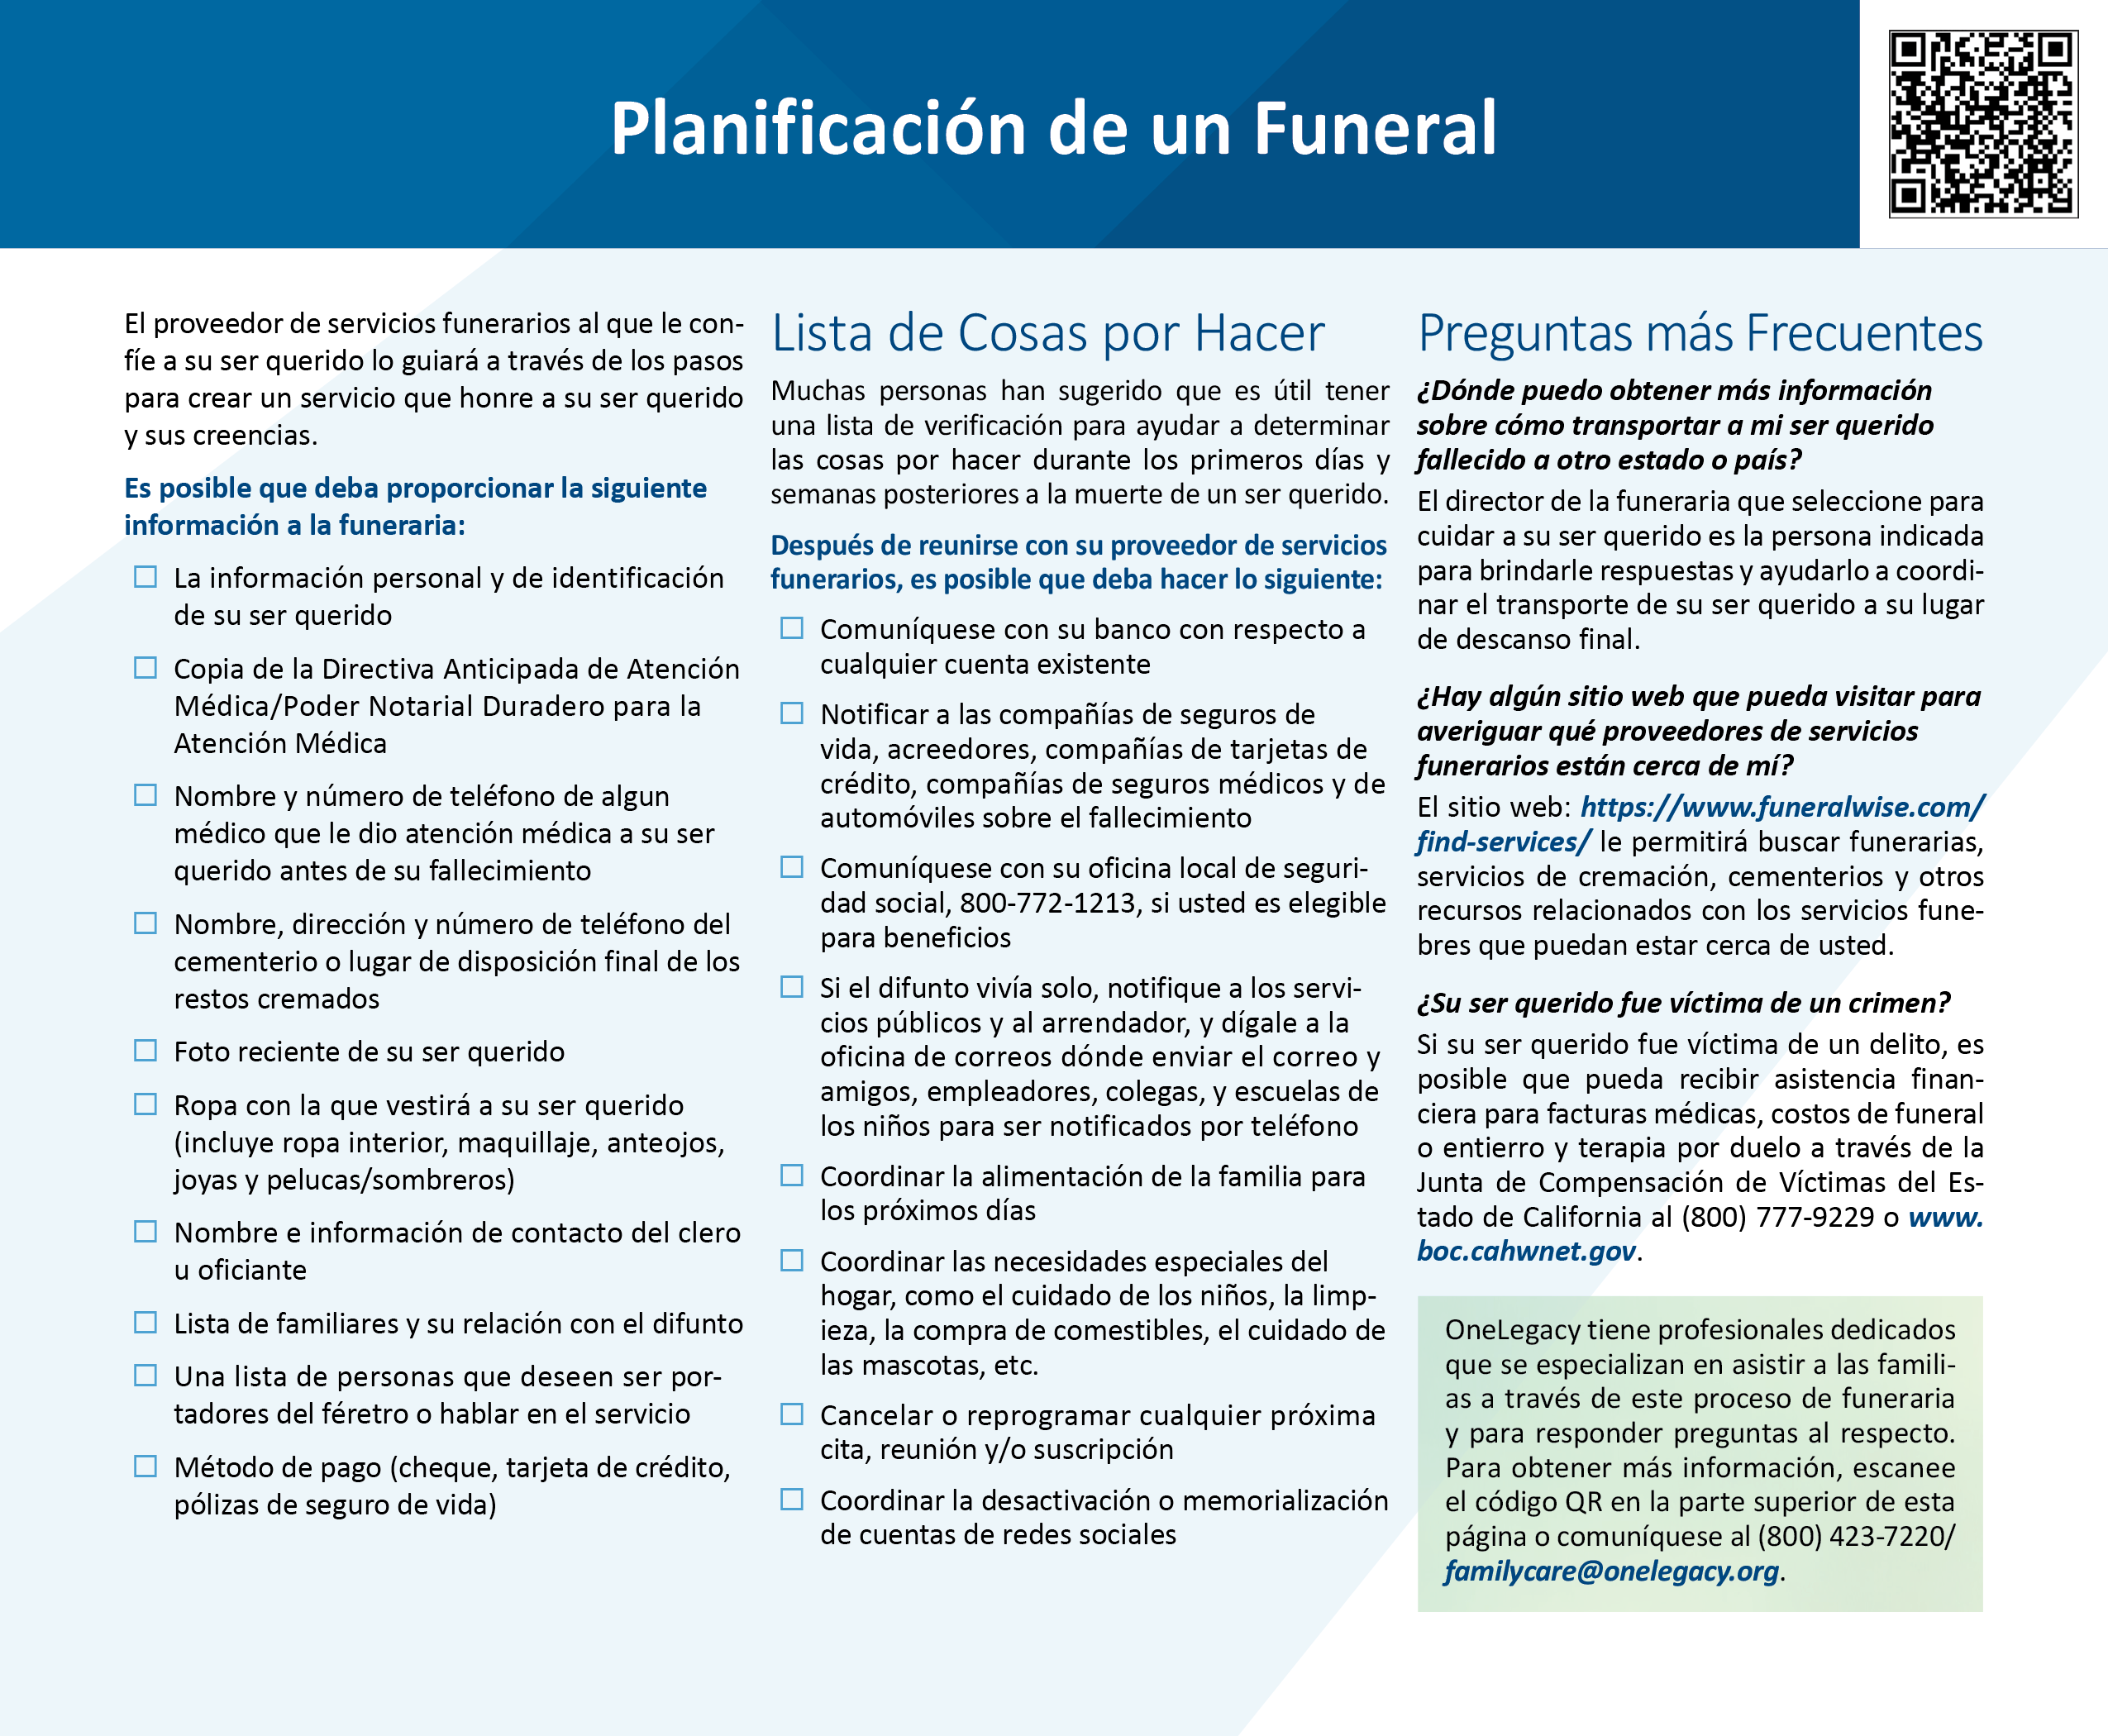 Planificación de un Funeral
El proveedor de servicios funerarios al que le con-
fíe a su ser querido lo guiará a través de los pasos
para crear un servicio que honre a su ser querido
y sus creencias.
Es posible que deba proporcionar la siguiente
información a la funeraria:
La información personal y de identificación
de su ser querido
Copia de la Directiva Anticipada de Atención
Médica/Poder Notarial Duradero para la
Atención Médica
Nombre y número de teléfono de algun
médico que le dio atención médica a su ser
querido antes de su fallecimiento
Nombre, dirección y número de teléfono del
cementerio o lugar de disposición final de los
restos cremados
Foto reciente de su ser querido
Ropa con la que vestirá a su ser querido
(incluye ropa interior, maquillaje, anteojos,
joyas y pelucas/sombreros)
Nombre e información de contacto del clero
u oficiante
Lista de familiares y su relación con el difunto
Una lista de personas que deseen ser por-
tadores del féretro o hablar en el servicio
Método de pago (cheque, tarjeta de crédito,
pólizas de seguro de vida)
Lista de Cosas por Hacer
Muchas personas han sugerido que es útil tener
una lista de verificación para ayudar a determinar
las cosas por hacer durante los primeros días y
semanas posteriores a la muerte de un ser querido.
Después de reunirse con su proveedor de servicios
funerarios, es posible que deba hacer lo siguiente:
Comuníquese con su banco con respecto a
cualquier cuenta existente
Notificar a las compañías de seguros de
vida, acreedores, compañías de tarjetas de
crédito, compañías de seguros médicos y de
automóviles sobre el fallecimiento
Comuníquese con su oficina local de seguri-
dad social, 800-772-1213, si usted es elegible
para beneficios
Si el difunto vivía solo, notifique a los servi-
cios públicos y al arrendador, y dígale a la
oficina de correos dónde enviar el correo y
amigos, empleadores, colegas, y escuelas de
los niños para ser notificados por teléfono
Coordinar la alimentación de la familia para
los próximos días
Coordinar las necesidades especiales del
hogar, como el cuidado de los niños, la limp-
ieza, la compra de comestibles, el cuidado de
las mascotas, etc.
Cancelar o reprogramar cualquier próxima
cita, reunión y/o suscripción
Coordinar la desactivación o memorialización
de cuentas de redes sociales
Preguntas más Frecuentes
¿Dónde puedo obtener más información
sobre cómo transportar a mi ser querido
fallecido a otro estado o país?
El director de la funeraria que seleccione para
cuidar a su ser querido es la persona indicada
para brindarle respuestas y ayudarlo a coordi-
nar el transporte de su ser querido a su lugar
de descanso final.
¿Hay algún sitio web que pueda visitar para
averiguar qué proveedores de servicios
funerarios están cerca de mí?
El sitio web: https://www.funeralwise.com/
find-services/ le permitirá buscar funerarias,
servicios de cremación, cementerios y otros
recursos relacionados con los servicios fune-
bres que puedan estar cerca de usted.
¿Su ser querido fue víctima de un crimen?
Si su ser querido fue víctima de un delito, es
posible que pueda recibir asistencia finan-
ciera para facturas médicas, costos de funeral
o entierro y terapia por duelo a través de la
Junta de Compensación de Víctimas del Es-
tado de California al (800) 777-9229 o www.
boc.cahwnet.gov.
OneLegacy tiene profesionales dedicados
que se especializan en asistir a las famili-
as a través de este proceso de funeraria
y para responder preguntas al respecto.
Para obtener más información, escanee
el código QR en la parte superior de esta
página o comuníquese al (800) 423-7220/
familycare@onelegacy.org.